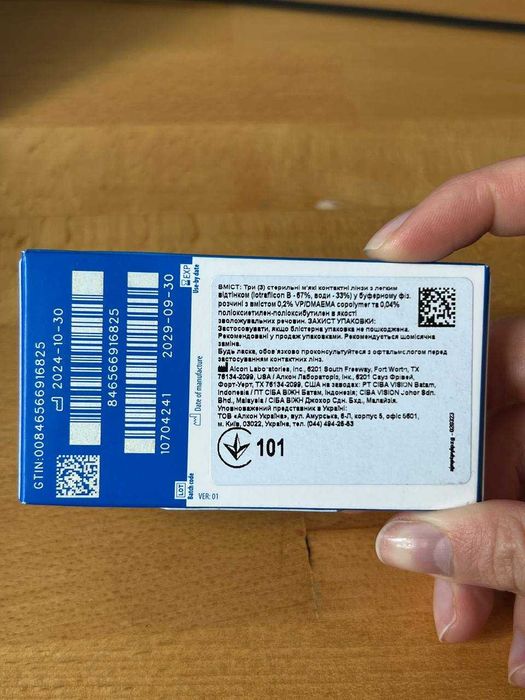 GTIN:00846566916825
2024-10-30
846566916825
10704241 2029-09-30
EXP
Use-by date
Date of manufacture
LOT
Batch code
VER: 01
ВМІСТ: Три (3) стерильні м'які контактні лінзи з легким
відтінком (lotrafilcon B - 67%, води - 33%) у буферному фіз.
розчині з вмістом 0,2% VP/DMAEMA copolymer та 0,04%
поліоксиетилен-поліоксибутилен в якості
зволожувальних речовин. ЗАХИСТ УПАКОВКИ:
Застосовувати, якщо блістерна упаковка не пошкоджена.
Рекомендовані у продаж упаковками. Рекомендується щомісячна
заміна.
Будь ласка, обов'язково проконсультуйтеся з офтальмологом перед
застосуванням контактних лінз.
Alcon Laboratories, Inc., 6201 South Freeway, Fort Worth, TX
76134-2099, USA / Алкон Лабораторіз, Інк., 6201 Сауз Фрівей,
Форт-Уерт, TX 76134-2099, США на заводах: PT CIBA VISION Batam,
Indonesia / ПТ СІБА ВІЖН Батам, Індонезія; CIBA VISION Johor Sdn.
Bhd., Malaysia / СІБА ВІЖН Джохор Сдн. Бхд., Малайзія.
Уповноважений представник в Україні:
ТОВ «Алкон Україна», вул. Амурська, 6-Л, корпус 5, офіс 5601,
м. Київ, 03022, Україна, тел. (044) 494-26-53
101